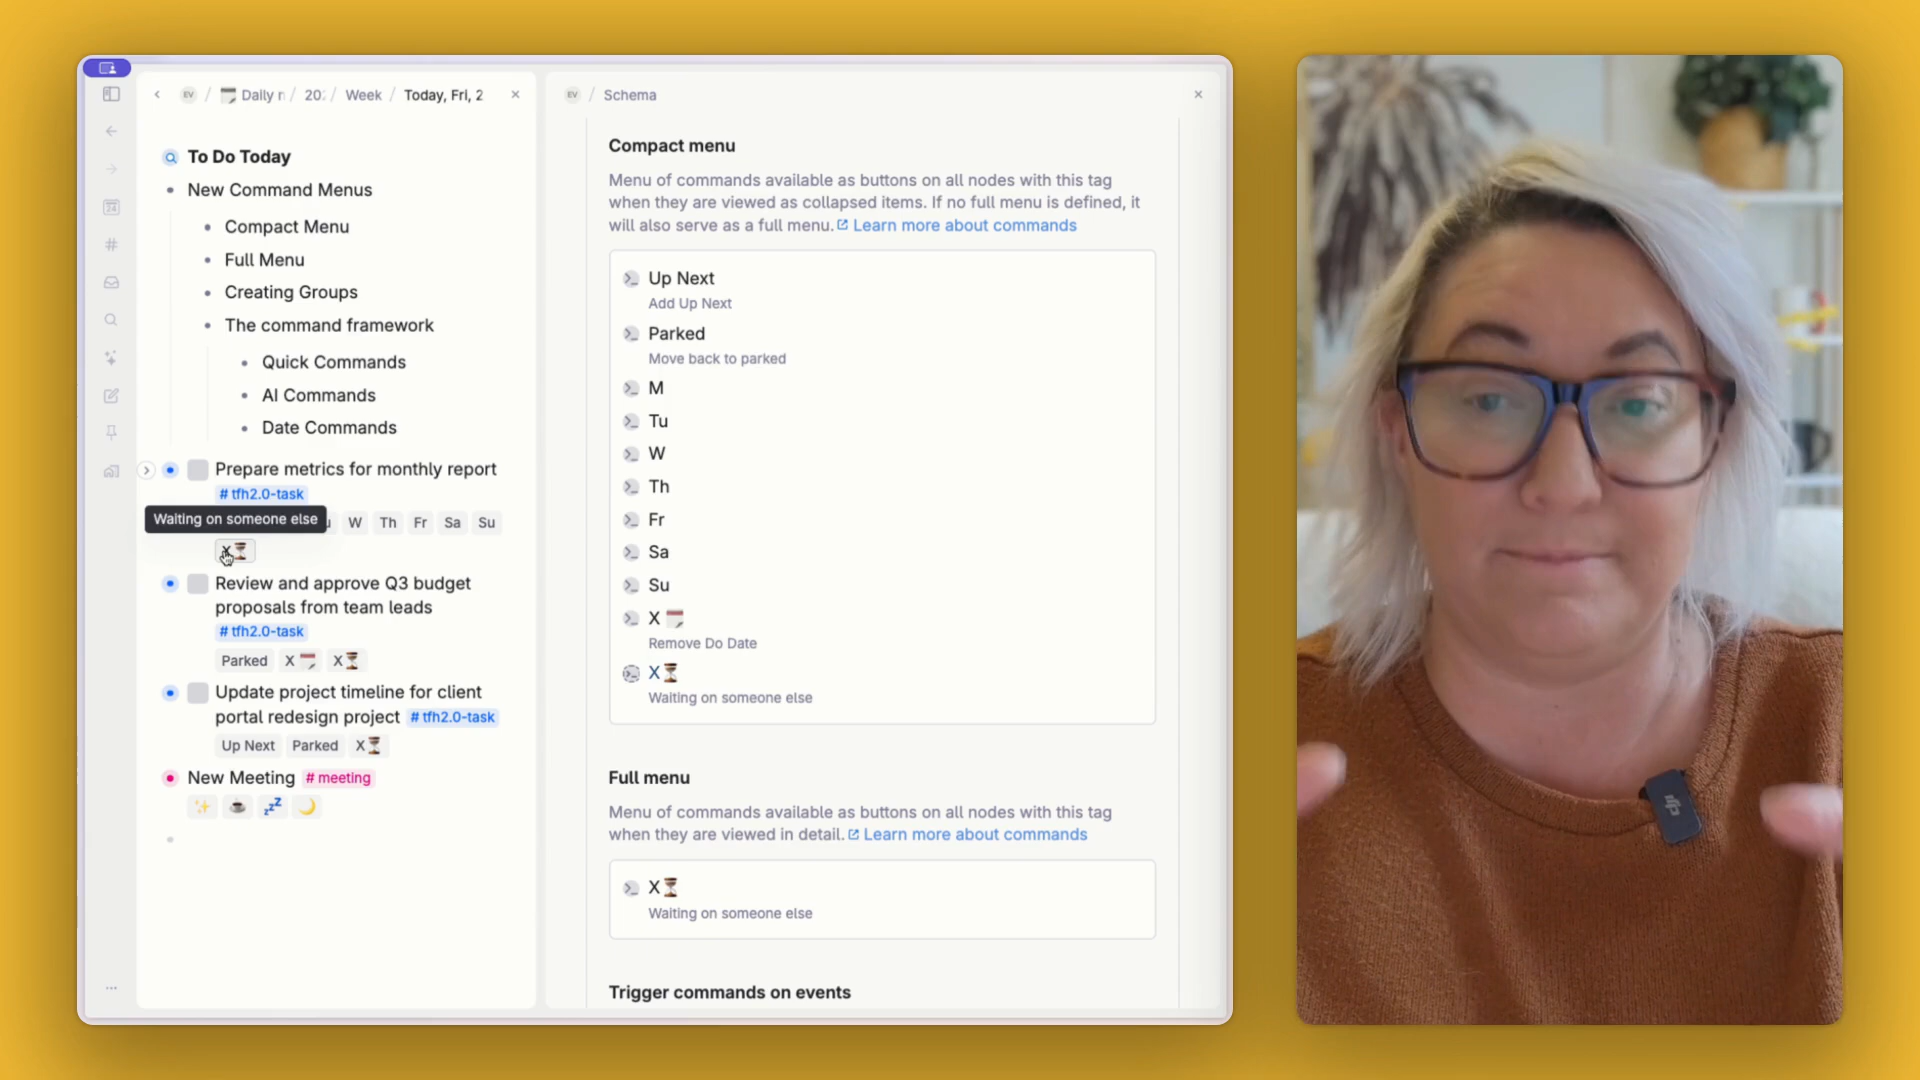 EV / Daily r / 20: / Week / Today, Fri, 2
To Do Today
New Command Menus
Compact Menu
Full Menu
Creating Groups
The command framework
Quick Commands
AI Commands
Date Commands
Prepare metrics for monthly report
# tfh2.0-task
Waiting on someone else
W Th Fr Sa Su
X⏳
Review and approve Q3 budget
proposals from team leads
# tfh2.0-task
Parked X X⏳
Update project timeline for client
portal redesign project # tfh2.0-task
Up Next Parked X⏳
New Meeting # meeting
EV / Schema
Compact menu
Menu of commands available as buttons on all nodes with this tag
when they are viewed as collapsed items. If no full menu is defined, it
will also serve as a full menu. Learn more about commands
Up Next
Add Up Next
Parked
Move back to parked
M
Tu
W
Th
Fr
Sa
Su
X
Remove Do Date
X⏳
Waiting on someone else
Full menu
Menu of commands available as buttons on all nodes with this tag
when they are viewed in detail. Learn more about commands
X⏳
Waiting on someone else
Trigger commands on events